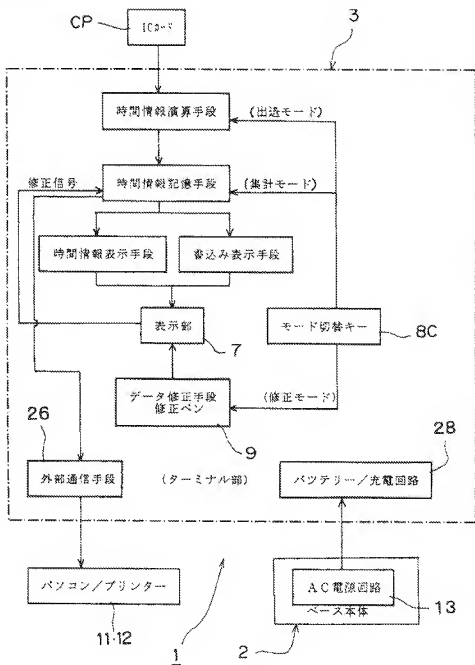 CP
ICカード
3
時間情報演算手段
(出退モード)
修正信号
時間情報記憶手段
(集計モード)
時間情報表示手段
書込み表示手段
表示部
7
モード切替キー
8C
データ修正手段
修正ペン
(修正モード)
9
26
外部通信手段
(ターミナル部)
28
バッテリー/充電回路
パソコン/プリンター
11・12
1
AC電源回路
ベース本体
13
2